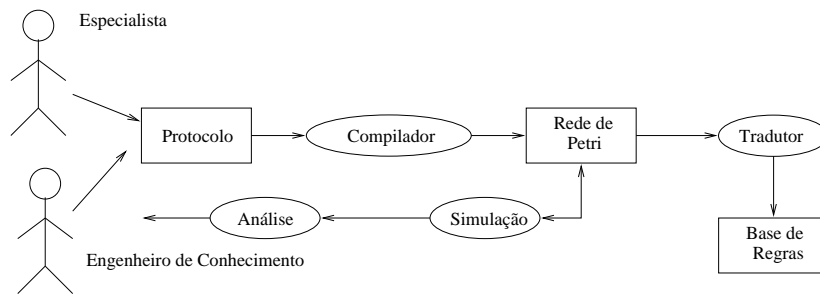 Especialista
Protocolo
Compilador
Rede de
Petri
Tradutor
Análise
Simulação
Base de
Regras
Engenheiro de Conhecimento